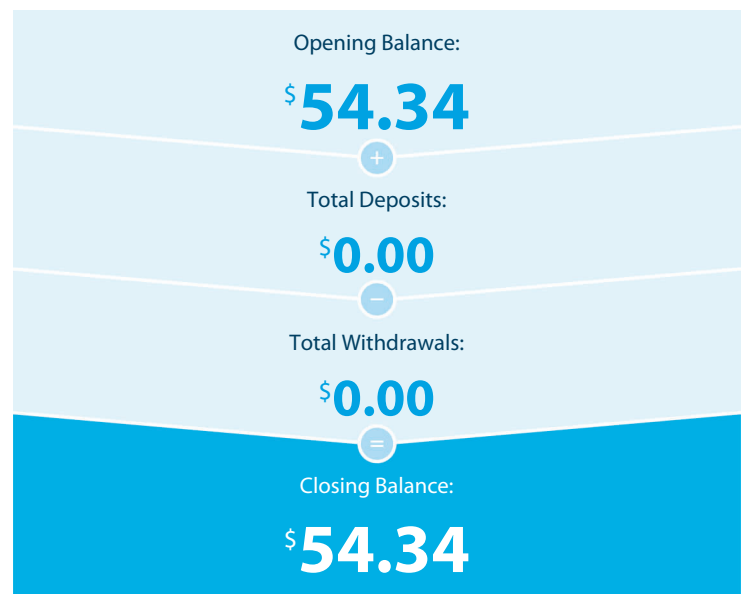 Opening Balance:
$54.34
+
Total Deposits:
$0.00
−
Total Withdrawals:
$0.00
=
Closing Balance:
$54.34